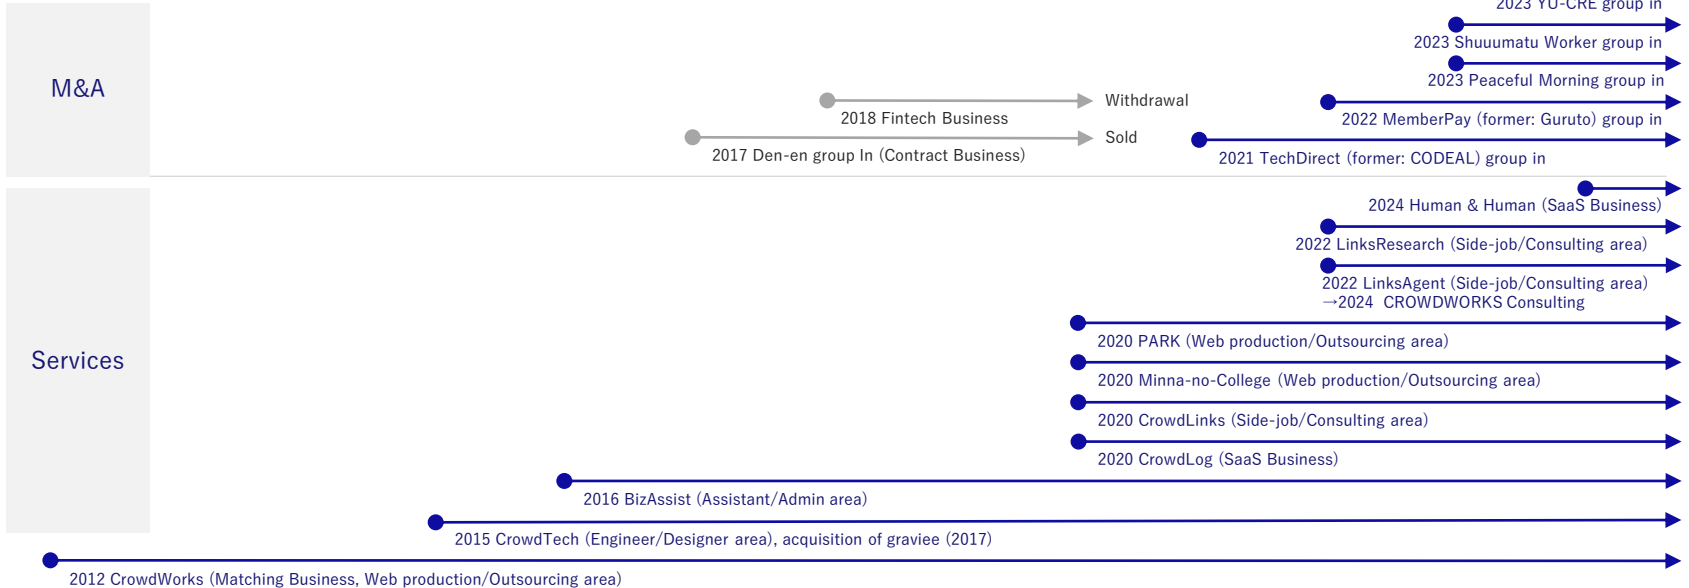 2023 YU-CRE group in
2023 Shuuumatu Worker group in
M&A
2023 Peaceful Morning group in
Withdrawal
2018 Fintech Business
2022 MemberPay (former: Guruto) group in
Sold
2017 Den-en group In (Contract Business)
2021 TechDirect (former: CODEAL) group in
2024 Human & Human (SaaS Business)
2022 LinksResearch (Side-job/Consulting area)
2022 LinksAgent (Side-job/Consulting area)
→2024 CROWDWORKS Consulting
2020 PARK (Web production/Outsourcing area)
Services
2020 Minna-no-College (Web production/Outsourcing area)
2020 CrowdLinks (Side-job/Consulting area)
2020 CrowdLog (SaaS Business)
2016 BizAssist (Assistant/Admin area)
2015 CrowdTech (Engineer/Designer area), acquisition of graviee (2017)
2012 CrowdWorks (Matching Business, Web production/Outsourcing area)